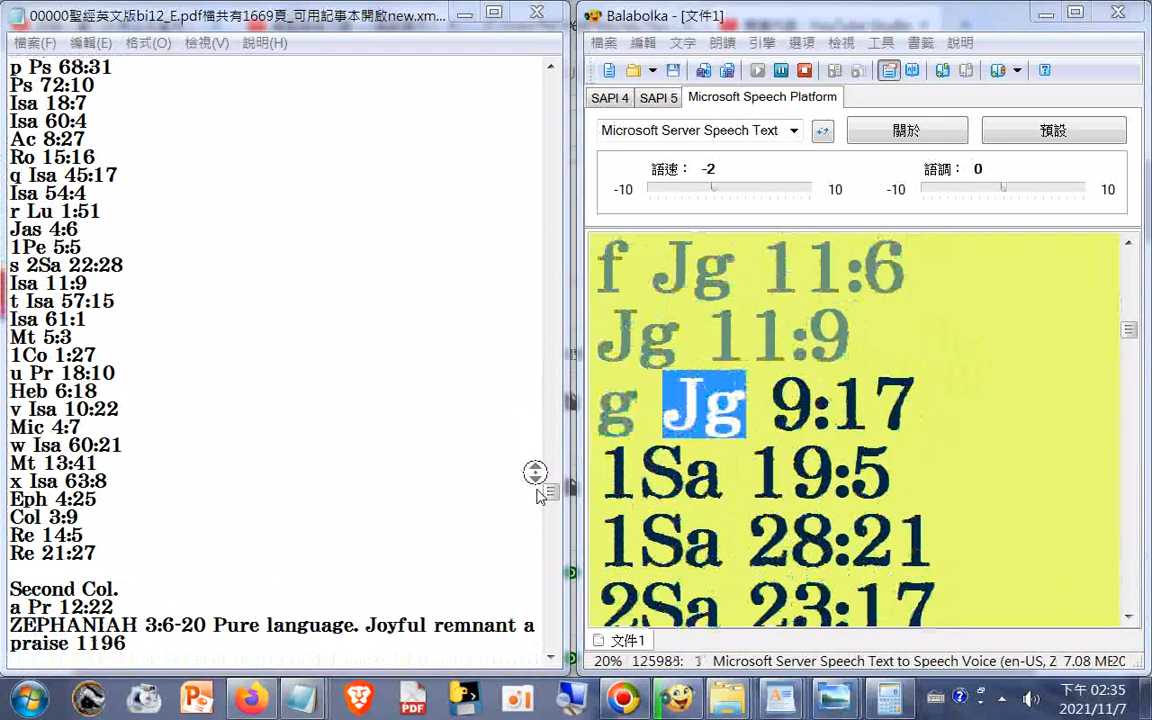 00000聖經英文版bi12_E.pdf檔共有1669頁_可用記事本開啟new.xm...
檔案(F) 編輯(E) 格式(O) 檢視(V) 說明(H)
p Ps 68:31
Ps 72:10
Isa 18:7
Isa 60:4
Ac 8:27
Ro 15:16
q Isa 45:17
Isa 54:4
r Lu 1:51
Jas 4:6
1Pe 5:5
s 2Sa 22:28
Isa 11:9
t Isa 57:15
Isa 61:1
Mt 5:3
1Co 1:27
u Pr 18:10
Heb 6:18
v Isa 10:22
Mic 4:7
w Isa 60:21
Mt 13:41
x Isa 63:8
Eph 4:25
Col 3:9
Re 14:5
Re 21:27
Second Col.
a Pr 12:22
ZEPHANIAH 3:6-20 Pure language. Joyful remnant a
praise 1196
Balabolka - [文件1]
檔案 編輯 文字 朗讀 引擎 選項 檢視 工具 書籤 說明
SAPI 4 SAPI 5 Microsoft Speech Platform
Microsoft Server Speech Text 關於 預設
語速： -2 語調： 0
-10 10 -10 10
f Jg 11:6
Jg 11:9
g Jg 9:17
1Sa 19:5
1Sa 28:21
2Sa 23:17
文件1
20% Microsoft Server Speech Text to Speech Voice (en-US, Z 7.08 ME
下午 02:35
2021/11/7